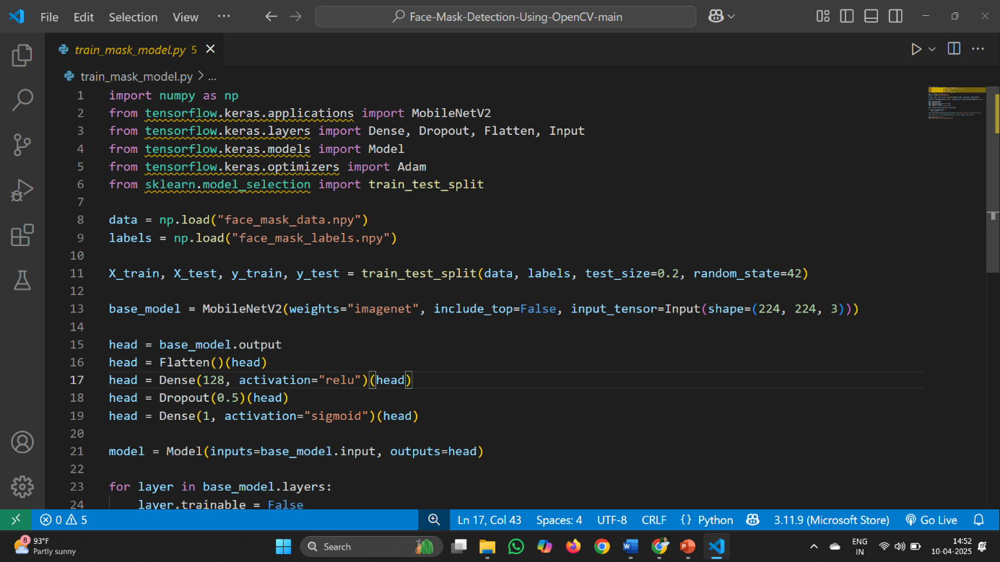 File Edit Selection View ··· Face-Mask-Detection-Using-OpenCV-main
train_mask_model.py 5
train_mask_model.py > ...
1 import numpy as np
2 from tensorflow.keras.applications import MobileNetV2
3 from tensorflow.keras.layers import Dense, Dropout, Flatten, Input
4 from tensorflow.keras.models import Model
5 from tensorflow.keras.optimizers import Adam
6 from sklearn.model_selection import train_test_split
7
8 data = np.load("face_mask_data.npy")
9 labels = np.load("face_mask_labels.npy")
10
11 X_train, X_test, y_train, y_test = train_test_split(data, labels, test_size=0.2, random_state=42)
12
13 base_model = MobileNetV2(weights="imagenet", include_top=False, input_tensor=Input(shape=(224, 224, 3)))
14
15 head = base_model.output
16 head = Flatten()(head)
17 head = Dense(128, activation="relu")(head)
18 head = Dropout(0.5)(head)
19 head = Dense(1, activation="sigmoid")(head)
20
21 model = Model(inputs=base_model.input, outputs=head)
22
23 for layer in base_model.layers:
24     layer.trainable = False
0 5 Ln 17, Col 43 Spaces: 4 UTF-8 CRLF {} Python 3.11.9 (Microsoft Store) Go Live
8 93°F Search ENG 14:52
Partly sunny IN 10-04-2025